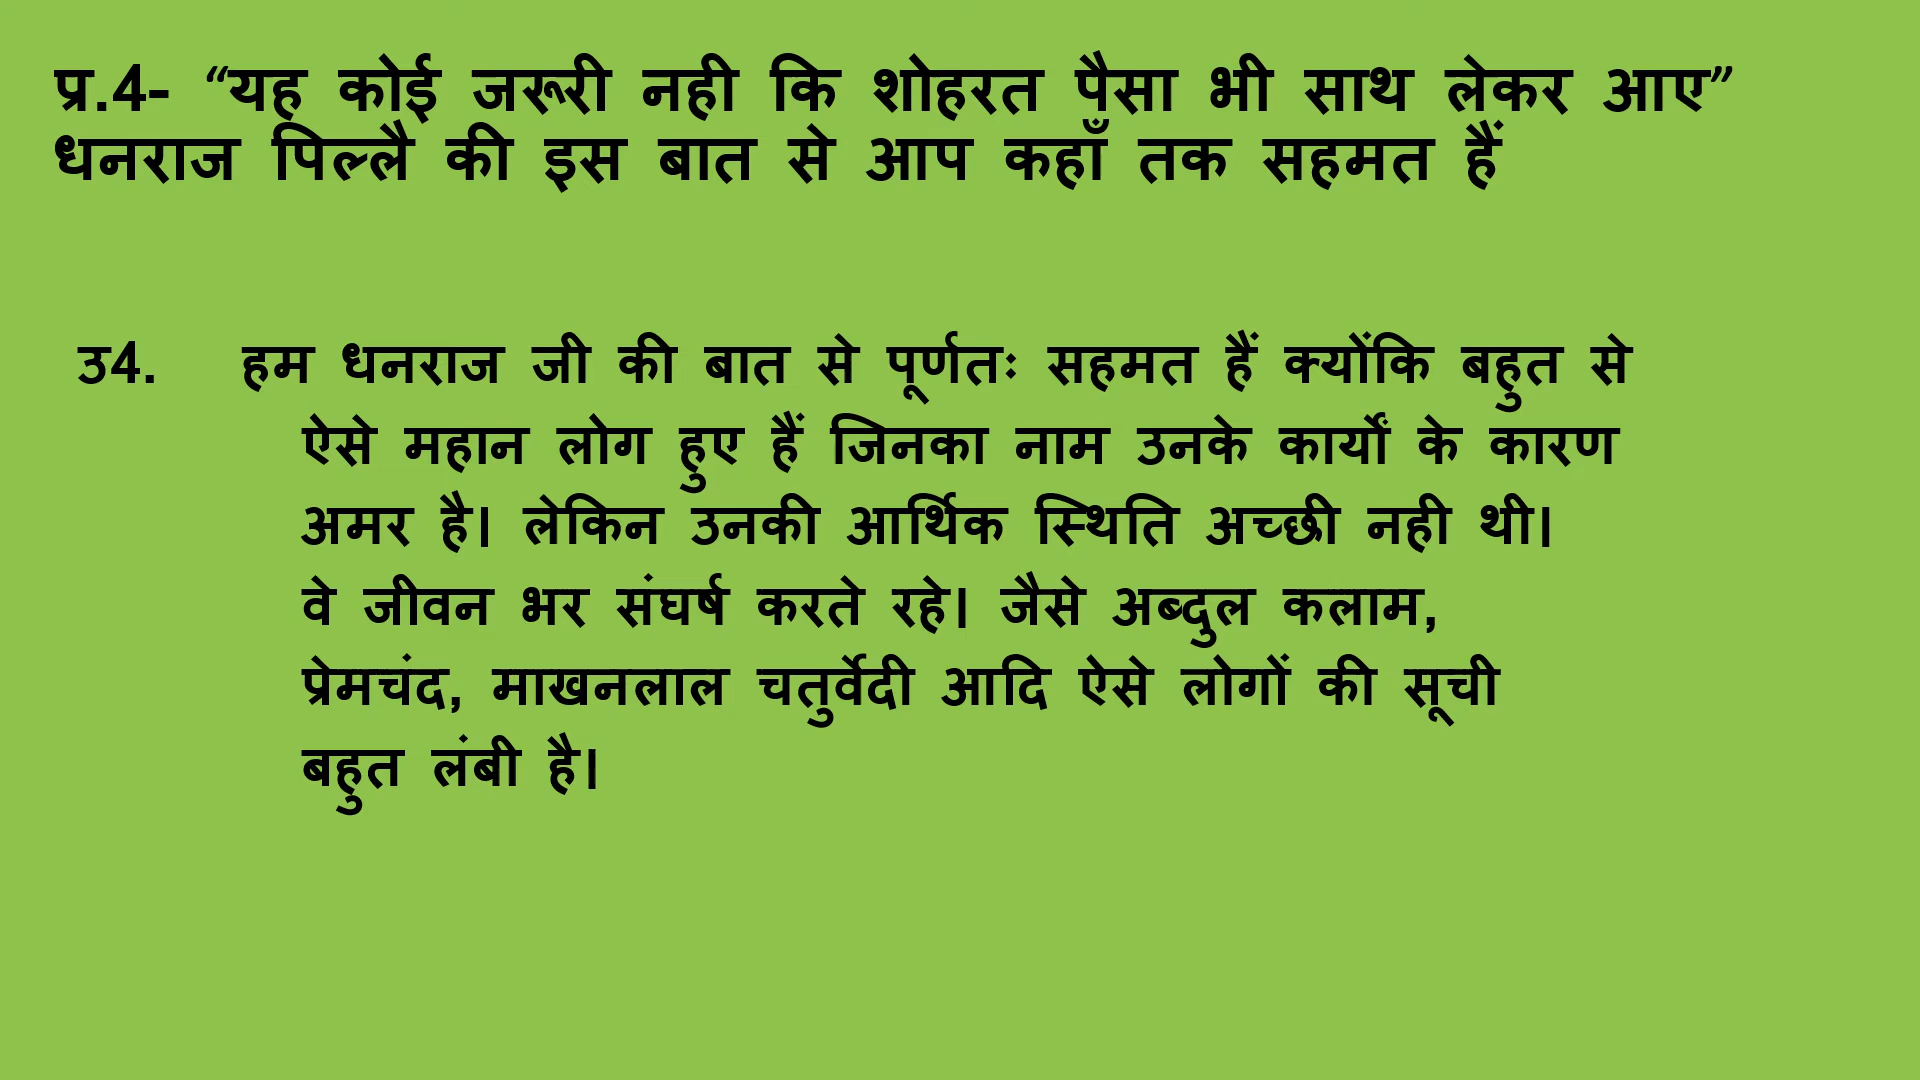 प्र.4- “यह कोई जरूरी नही कि शोहरत पैसा भी साथ लेकर आए”
धनराज पिल्लै की इस बात से आप कहाँ तक सहमत हैं
उ4. हम धनराज जी की बात से पूर्णतः सहमत हैं क्योंकि बहुत से
ऐसे महान लोग हुए हैं जिनका नाम उनके कार्यों के कारण
अमर है। लेकिन उनकी आर्थिक स्थिति अच्छी नही थी।
वे जीवन भर संघर्ष करते रहे। जैसे अब्दुल कलाम,
प्रेमचंद, माखनलाल चतुर्वेदी आदि ऐसे लोगों की सूची
बहुत लंबी है।